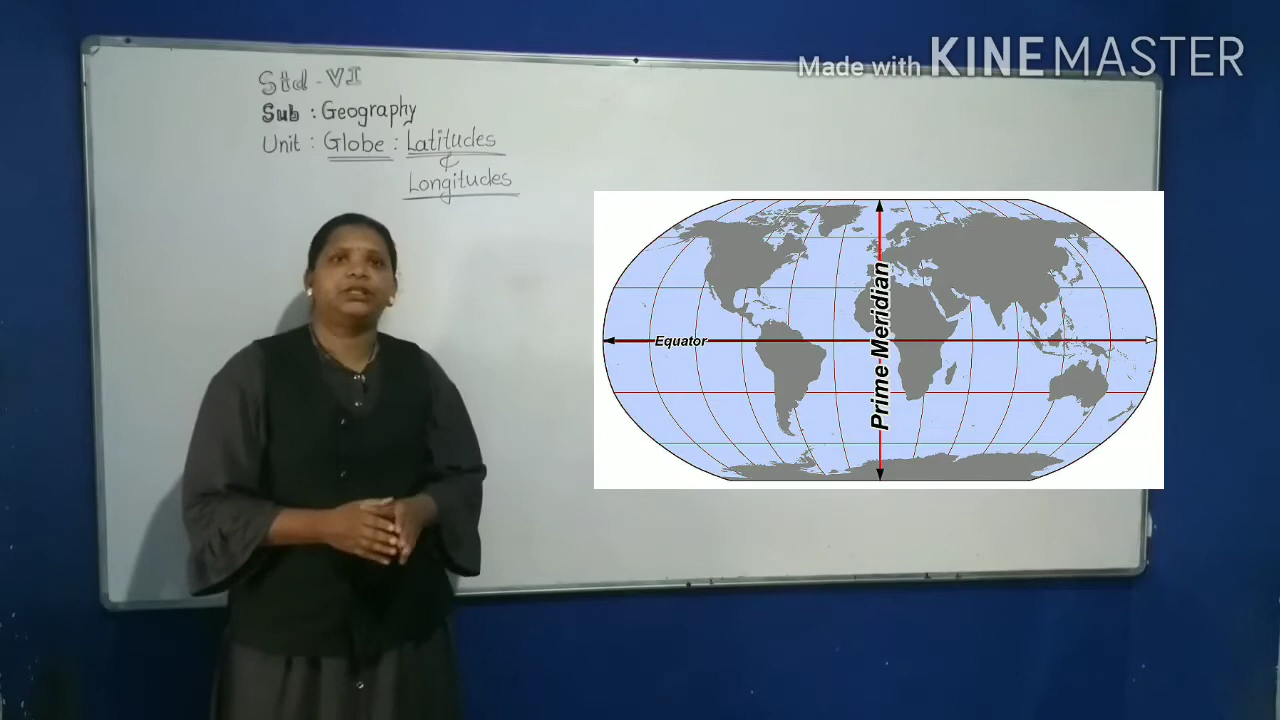 Made with KINEMASTER
Std - VI
Sub : Geography
Unit : Globe : Latitudes
&
Longitudes
Equator
Prime Meridian